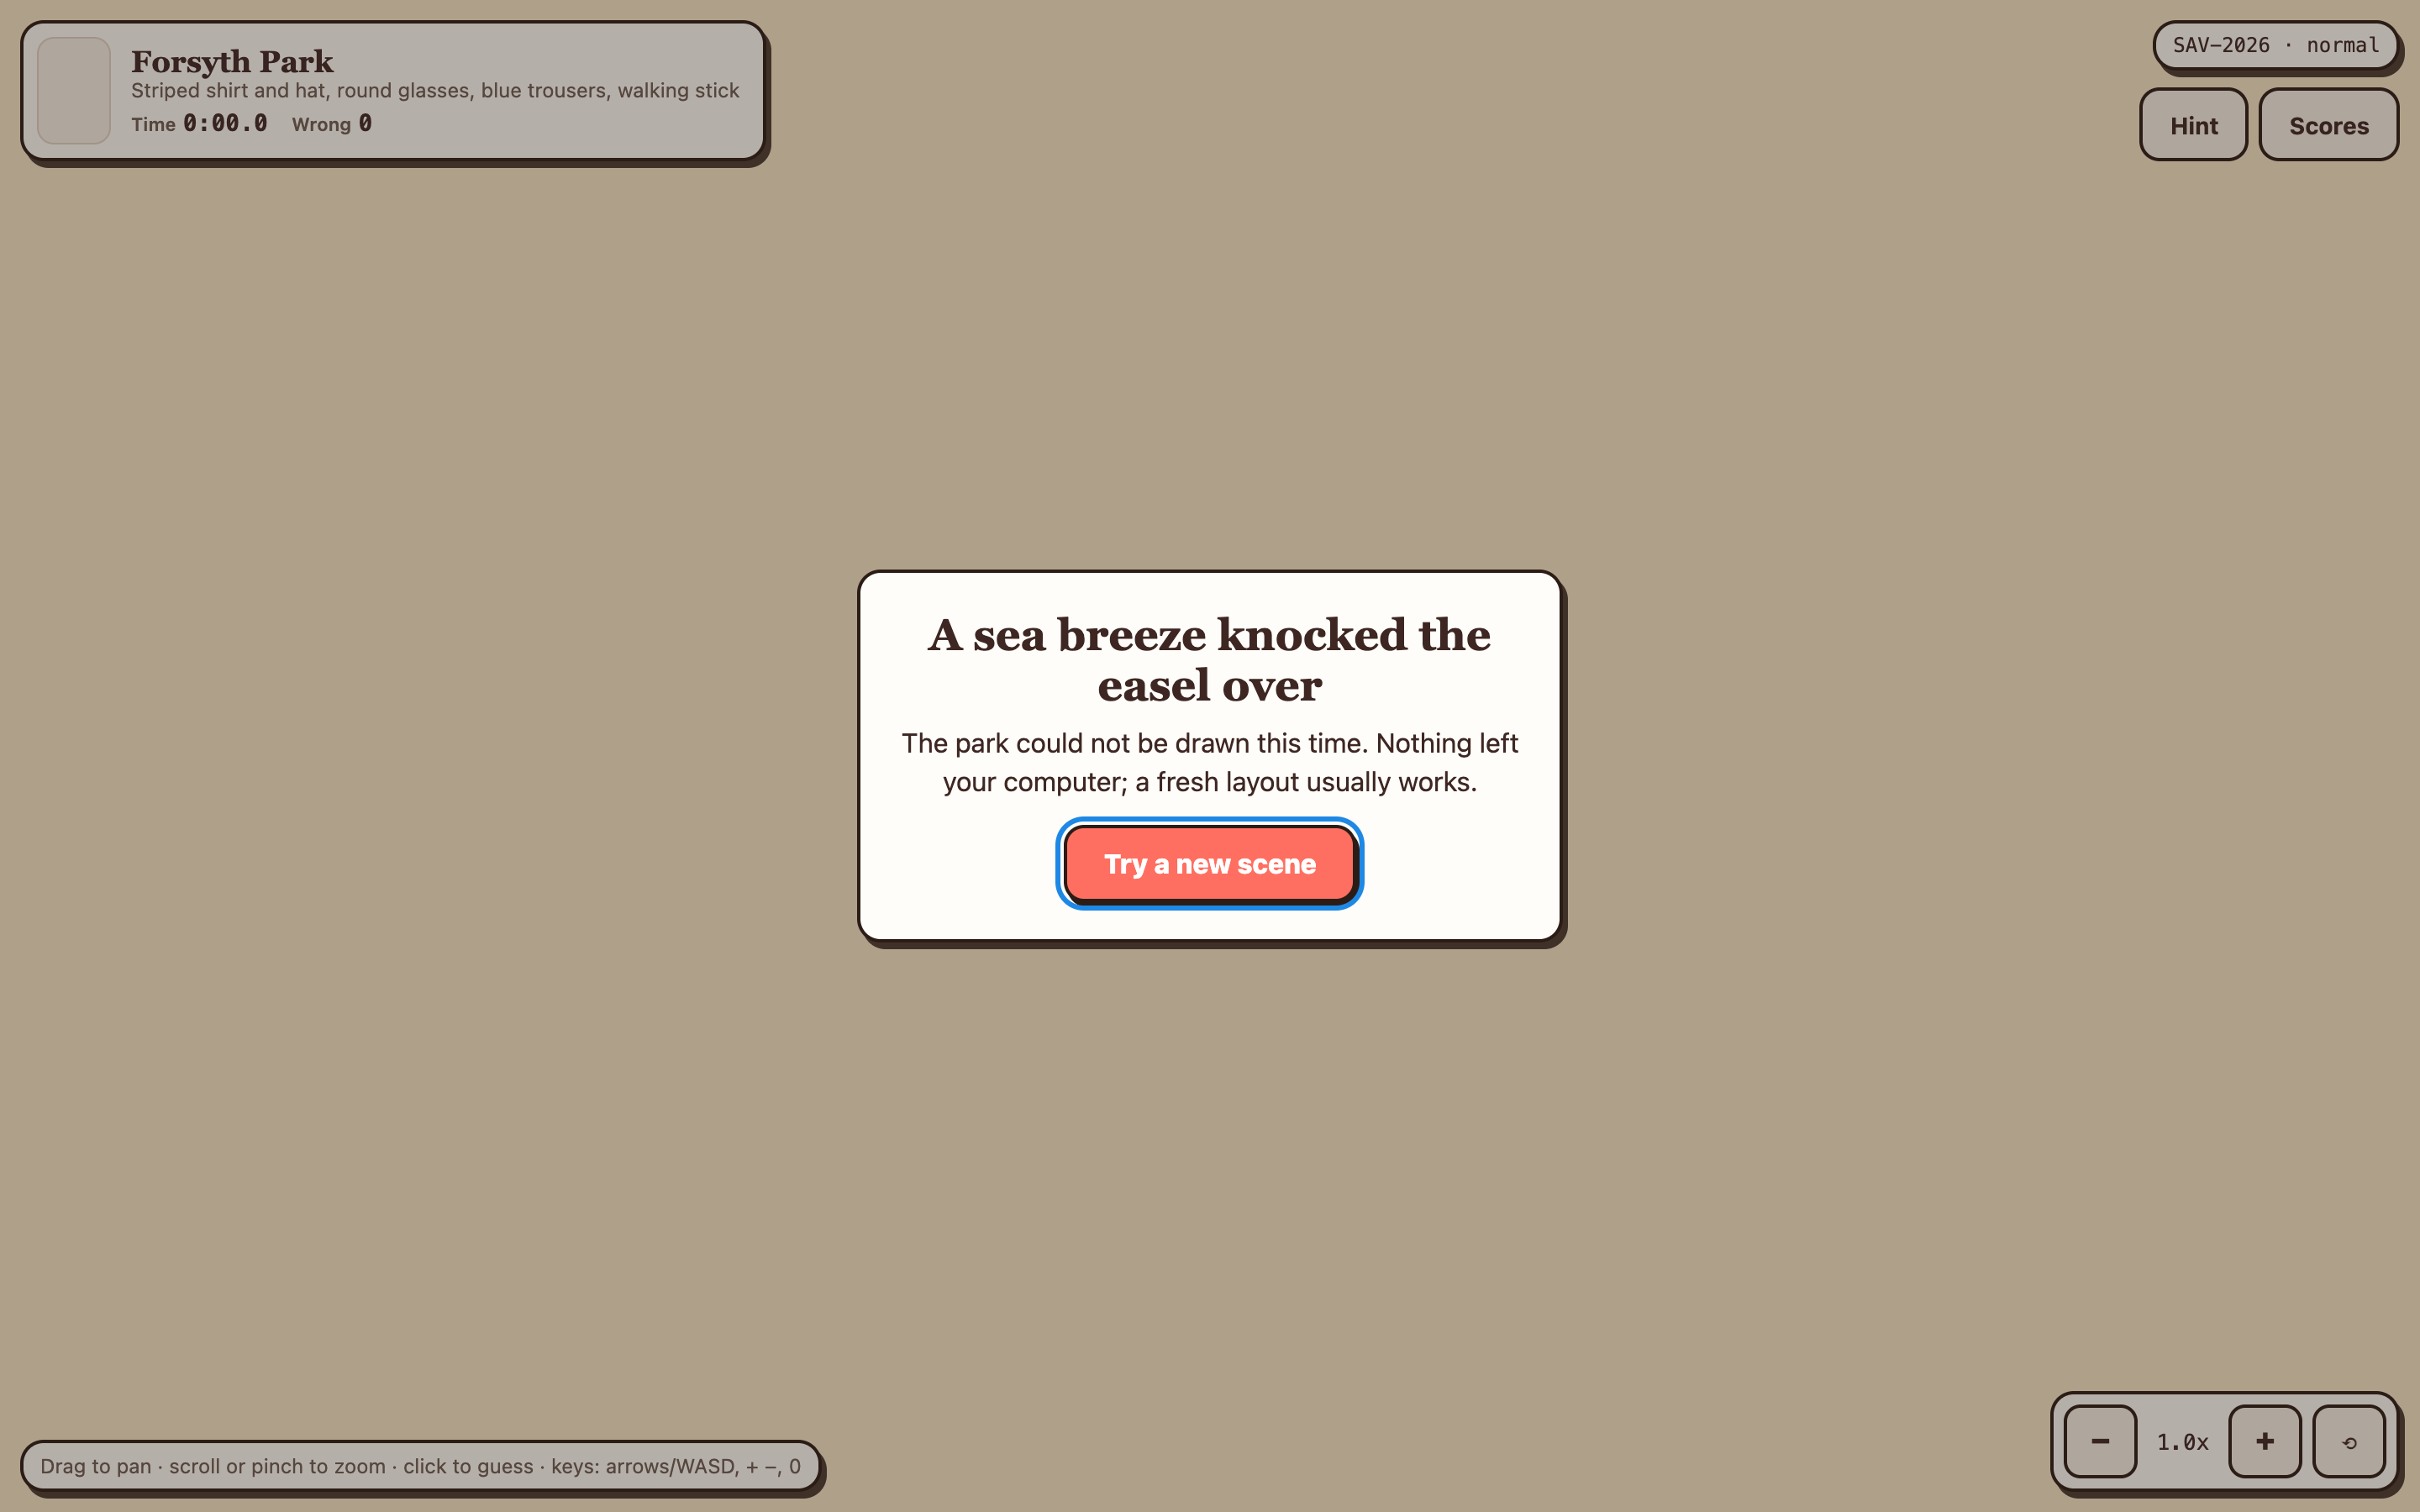 Forsyth Park
Striped shirt and hat, round glasses, blue trousers, walking stick
Time 0:00.0 Wrong 0
SAV-2026 · normal
Hint Scores
A sea breeze knocked the
easel over
The park could not be drawn this time. Nothing left
your computer; a fresh layout usually works.
Try a new scene
Drag to pan · scroll or pinch to zoom · click to guess · keys: arrows/WASD, + −, 0
− 1.0x + ⟲